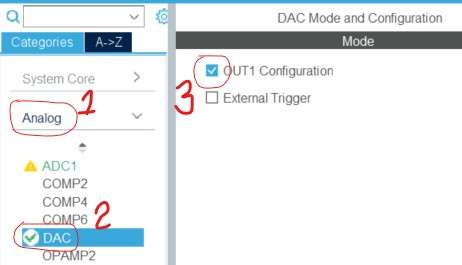 Categories
A->Z
System Core
Analog
1
ADC1
COMP2
COMP4
COMP6
2
DAC
OPAMP2
DAC Mode and Configuration
Mode
3
OUT1 Configuration
External Trigger